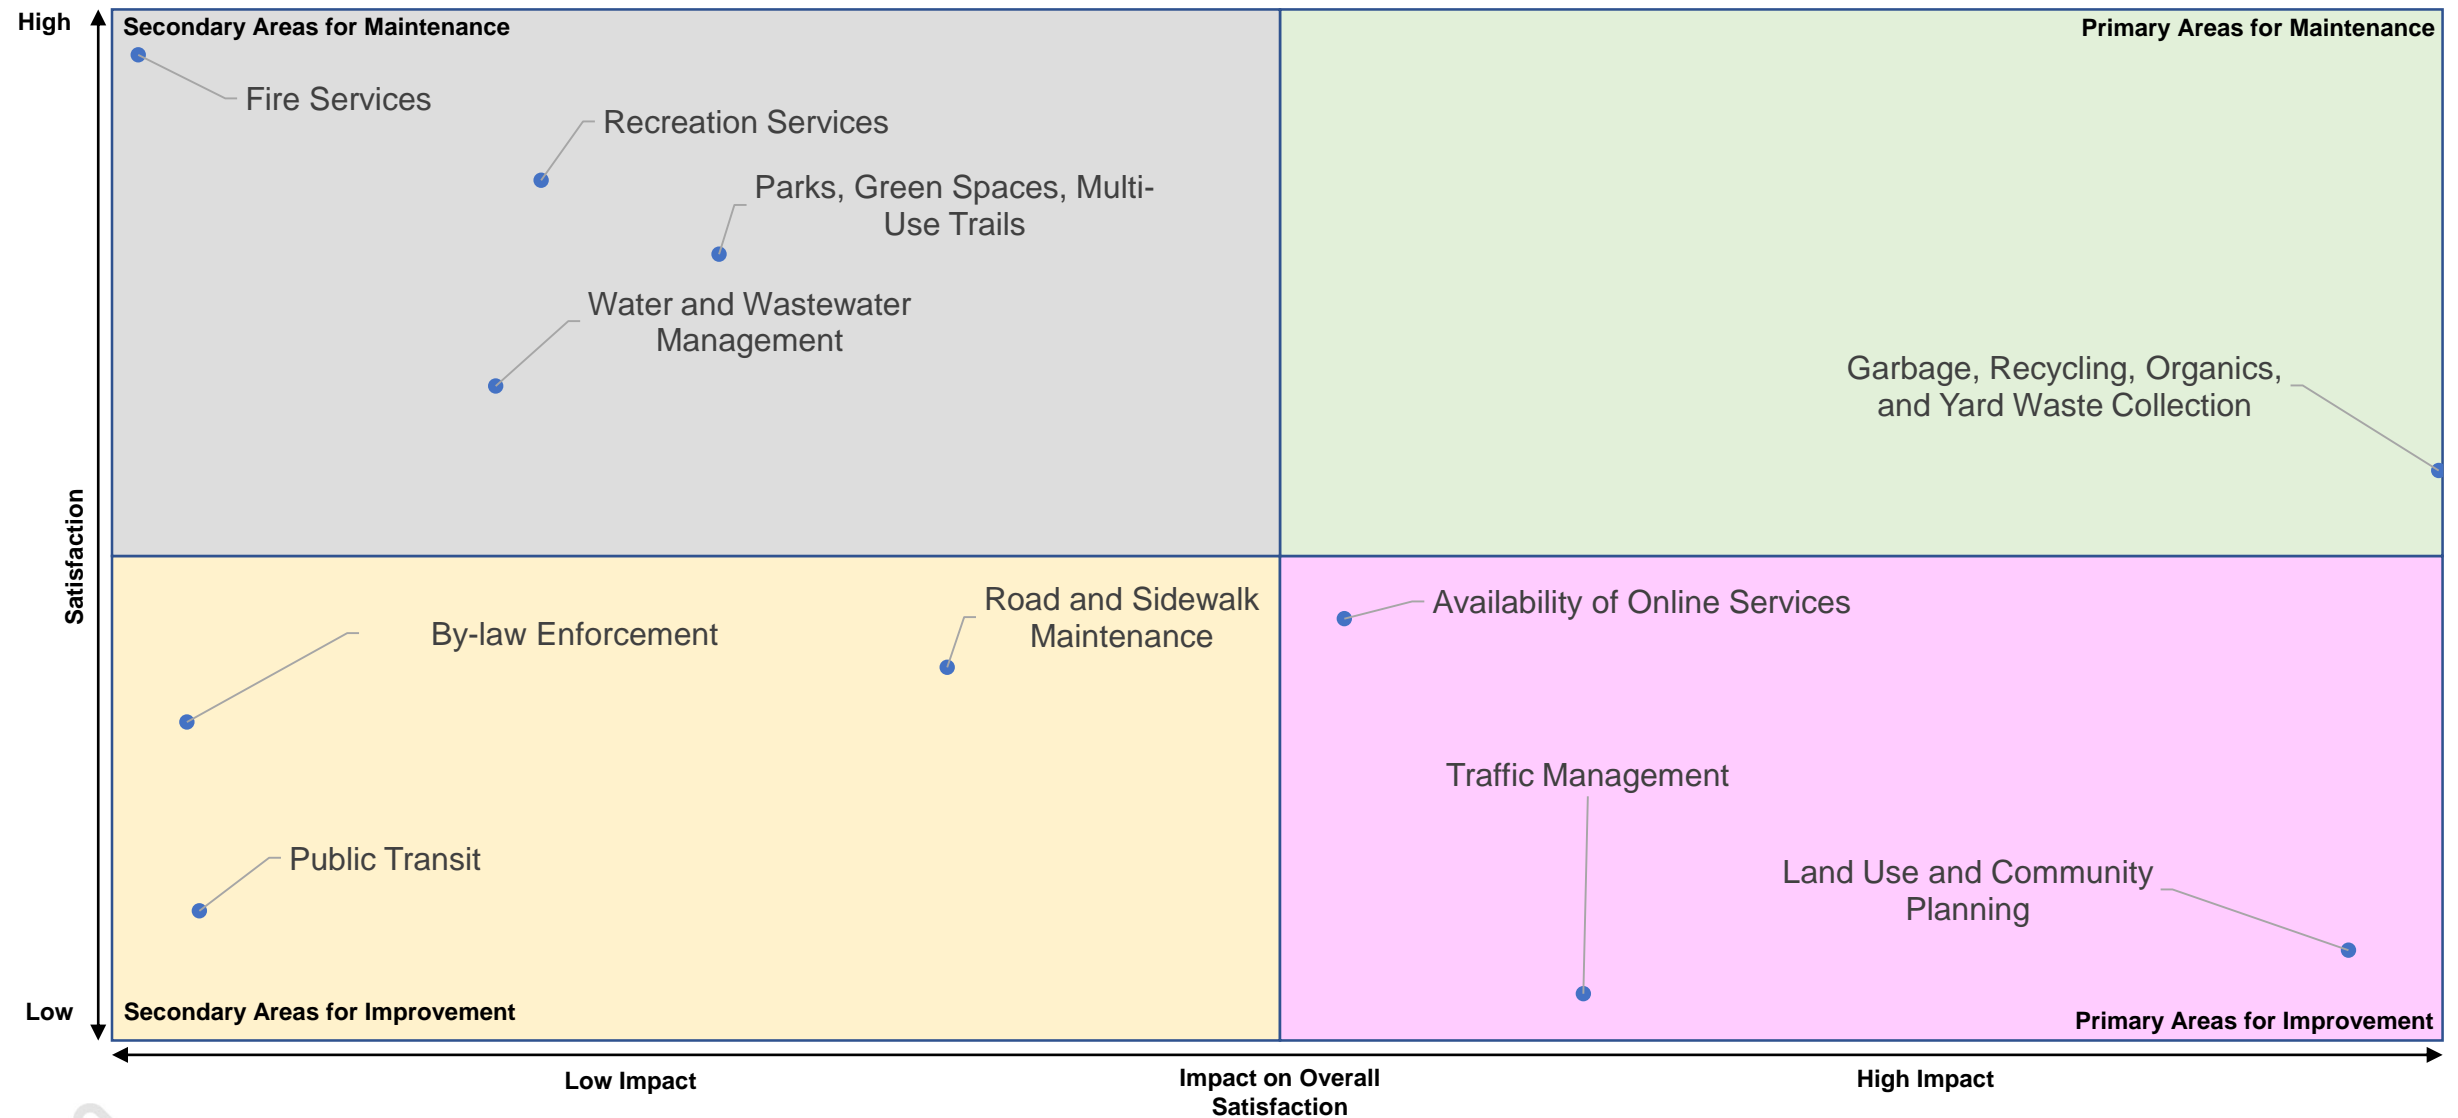 High
Secondary Areas for Maintenance
Primary Areas for Maintenance
Fire Services
Recreation Services
Parks, Green Spaces, Multi-
Use Trails
Water and Wastewater
Management
Garbage, Recycling, Organics,
and Yard Waste Collection
Satisfaction
Road and Sidewalk
Maintenance
Availability of Online Services
By-law Enforcement
Traffic Management
Public Transit
Land Use and Community
Planning
Low
Secondary Areas for Improvement
Primary Areas for Improvement
Low Impact
Impact on Overall
Satisfaction
High Impact